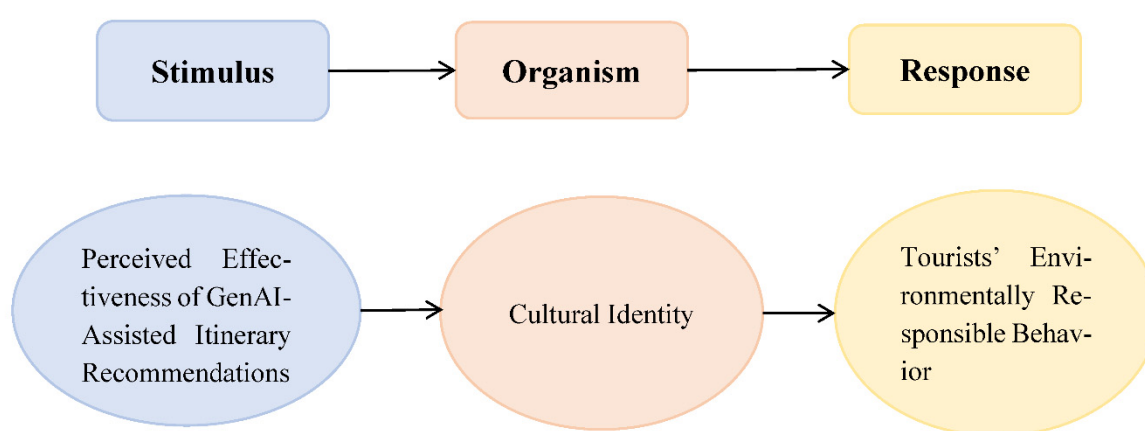 Stimulus
Organism
Response
Perceived Effec-
tiveness of GenAI-
Assisted Itinerary
Recommendations
Cultural Identity
Tourists’ Envi-
ronmentally Re-
sponsible Behav-
ior